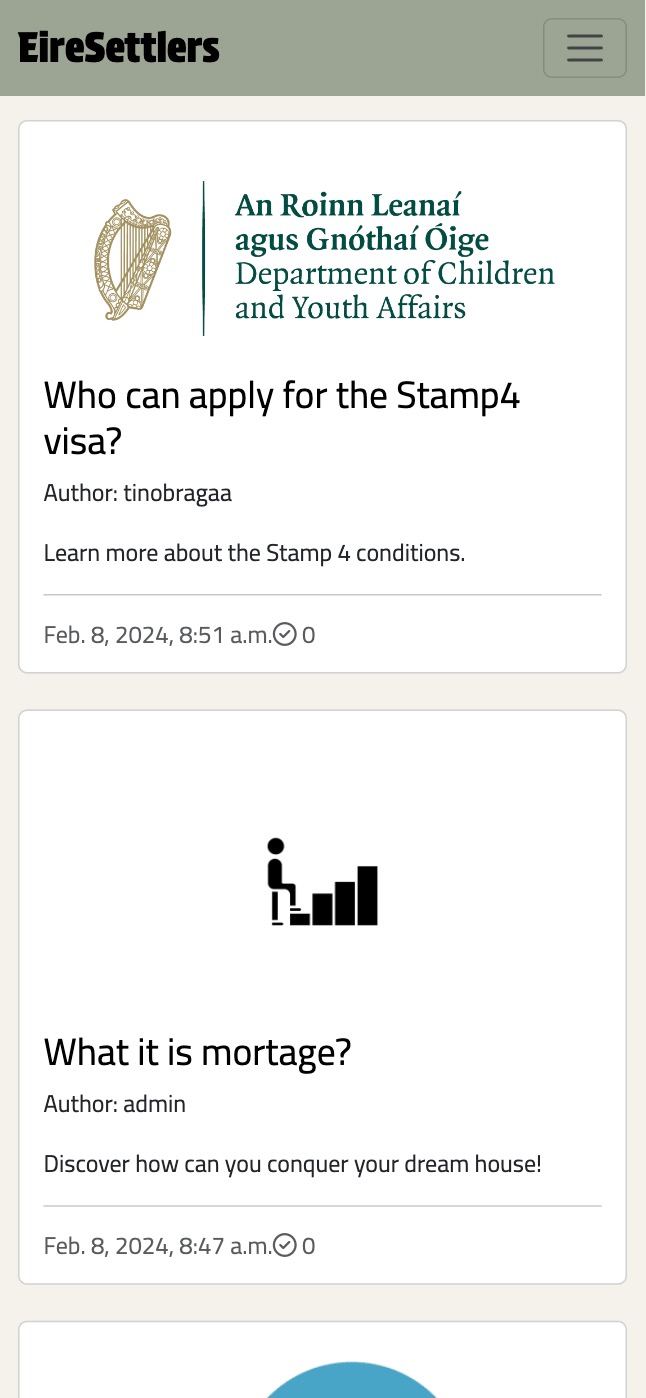 EireSettlers
An Roinn Leanaí
agus Gnóthaí Óige
Department of Children
and Youth Affairs
Who can apply for the Stamp4
visa?
Author: tinobragaa
Learn more about the Stamp 4 conditions.
Feb. 8, 2024, 8:51 a.m. 0
What it is mortage?
Author: admin
Discover how can you conquer your dream house!
Feb. 8, 2024, 8:47 a.m. 0